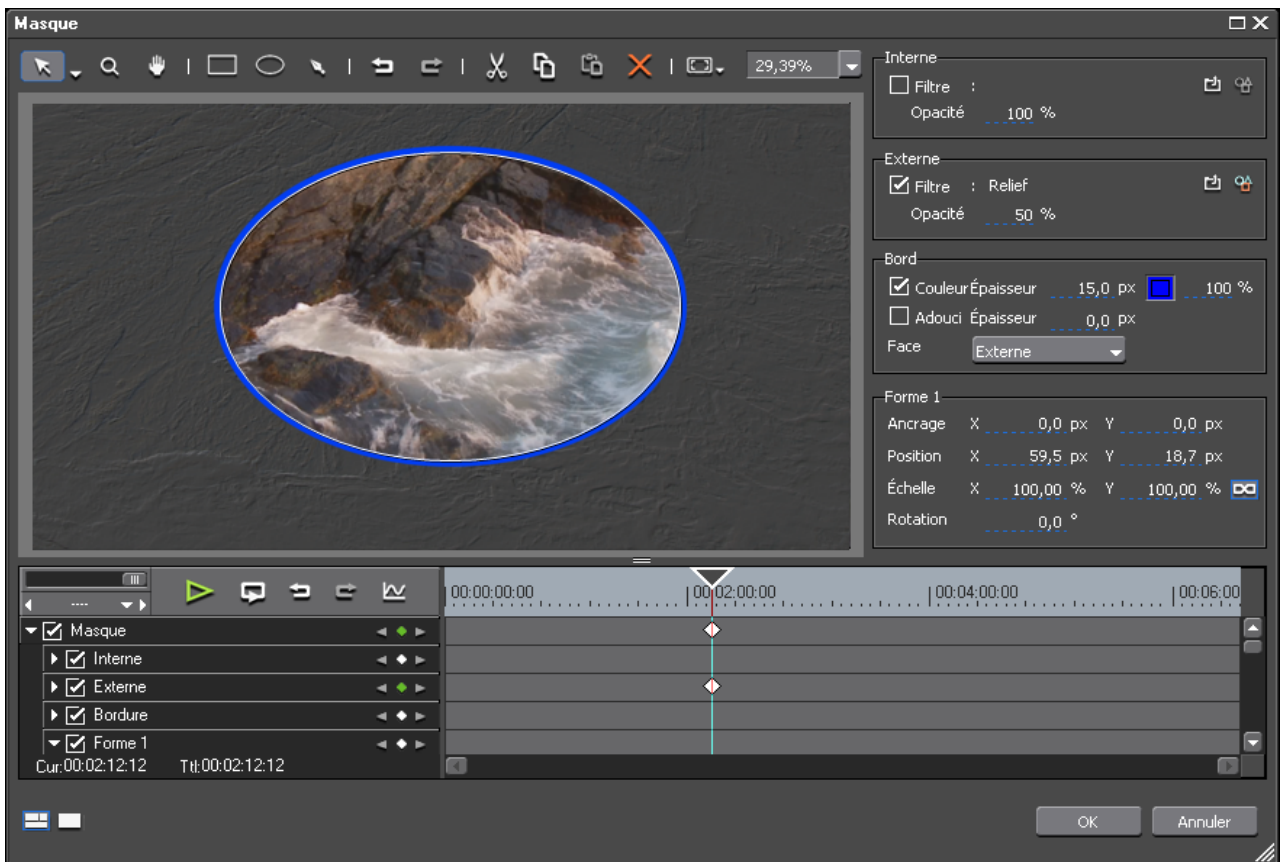 Masque
29,39%
Interne
Filtre :
Opacité 100 %
Externe
Filtre : Relief
Opacité 50 %
Bord
Couleur Épaisseur 15,0 px 100 %
Adouci Épaisseur 0,0 px
Face Externe
Forme 1
Ancrage X 0,0 px Y 0,0 px
Position X 59,5 px Y 18,7 px
Échelle X 100,00 % Y 100,00 %
Rotation 0,0 °
----
00:00:00:00 00:02:00:00 00:04:00:00 00:06:00
Masque
Interne
Externe
Bordure
Forme 1
Cur:00:02:12:12 Ttl:00:02:12:12
OK Annuler